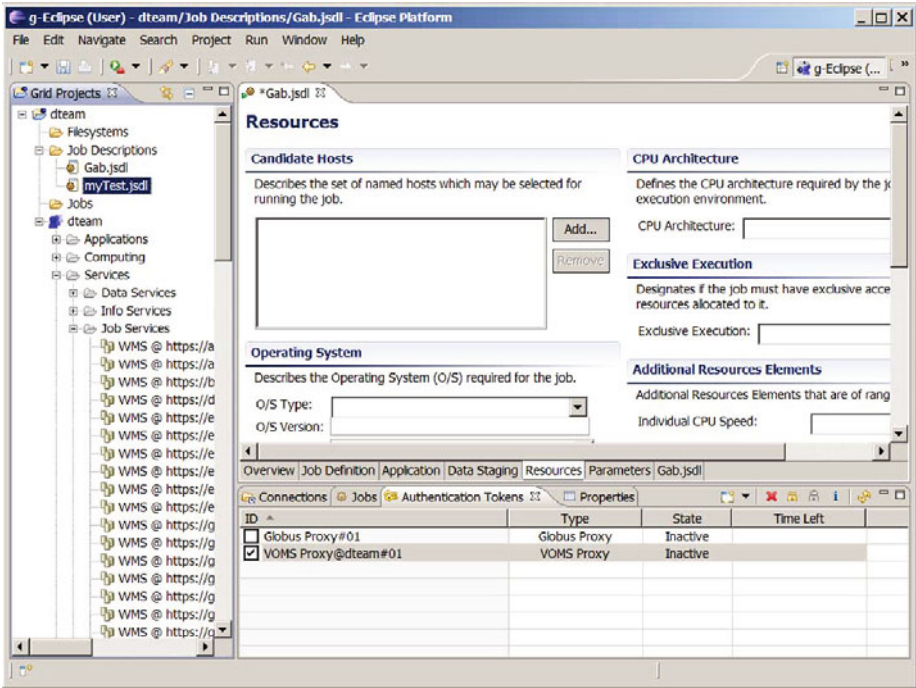 g-Eclipse (User) - dteam/Job Descriptions/Gab.jsdl - Eclipse Platform
File Edit Navigate Search Project Run Window Help
g-Eclipse (...
Grid Projects
dteam
Filesystems
Job Descriptions
Gab.jsdl
myTest.jsdl
Jobs
dteam
Applications
Computing
Services
Data Services
Info Services
Job Services
WMS @ https://a
WMS @ https://a
WMS @ https://b
WMS @ https://d
WMS @ https://e
WMS @ https://e
WMS @ https://e
WMS @ https://e
WMS @ https://e
WMS @ https://e
WMS @ https://g
WMS @ https://g
WMS @ https://g
WMS @ https://g
WMS @ https://g
WMS @ https://g
WMS @ https://g
*Gab.jsdl
Resources
Candidate Hosts
Describes the set of named hosts which may be selected for
running the job.
Add...
Remove
Operating System
Describes the Operating System (O/S) required for the job.
O/S Type:
O/S Version:
CPU Architecture
Defines the CPU architecture required by the jo
execution environment.
CPU Architecture:
Exclusive Execution
Designates if the job must have exclusive acce
resources allocated to it.
Exclusive Execution:
Additional Resources Elements
Additional Resources Elements that are of rang
Individual CPU Speed:
Overview Job Definition Application Data Staging Resources Parameters Gab.jsdl
Connections Jobs Authentication Tokens Properties
ID Type State Time Left
Globus Proxy#01 Globus Proxy Inactive
VOMS Proxy@dteam#01 VOMS Proxy Inactive